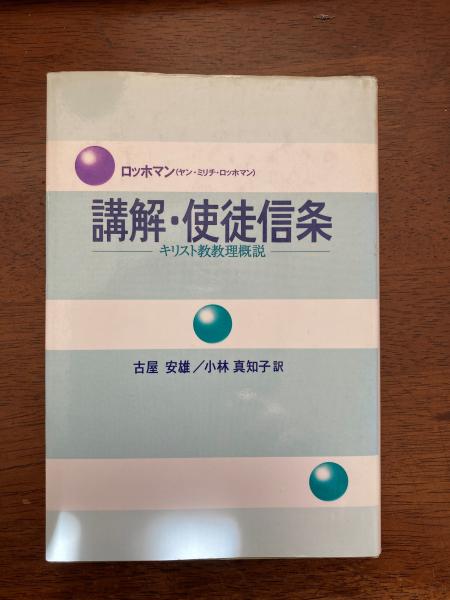 ロッホマン(ヤン・ミリチ・ロッホマン)
講解・使徒信条
キリスト教教理概説
古屋 安雄/小林 真知子 訳